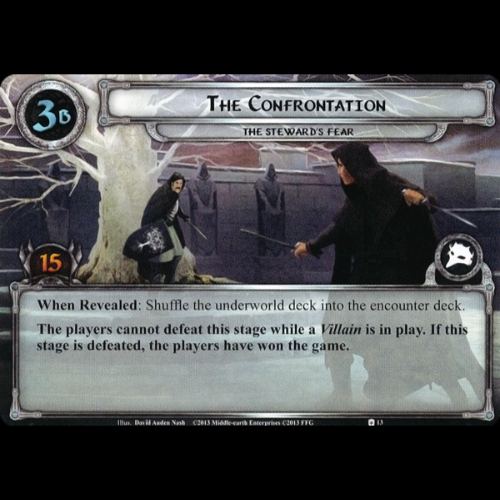 3B
THE CONFRONTATION
THE STEWARD'S FEAR
15
When Revealed: Shuffle the underworld deck into the encounter deck.
The players cannot defeat this stage while a Villain is in play. If this
stage is defeated, the players have won the game.
Illus. David Auden Nash ©2013 Middle-earth Enterprises ©2013 FFG 13